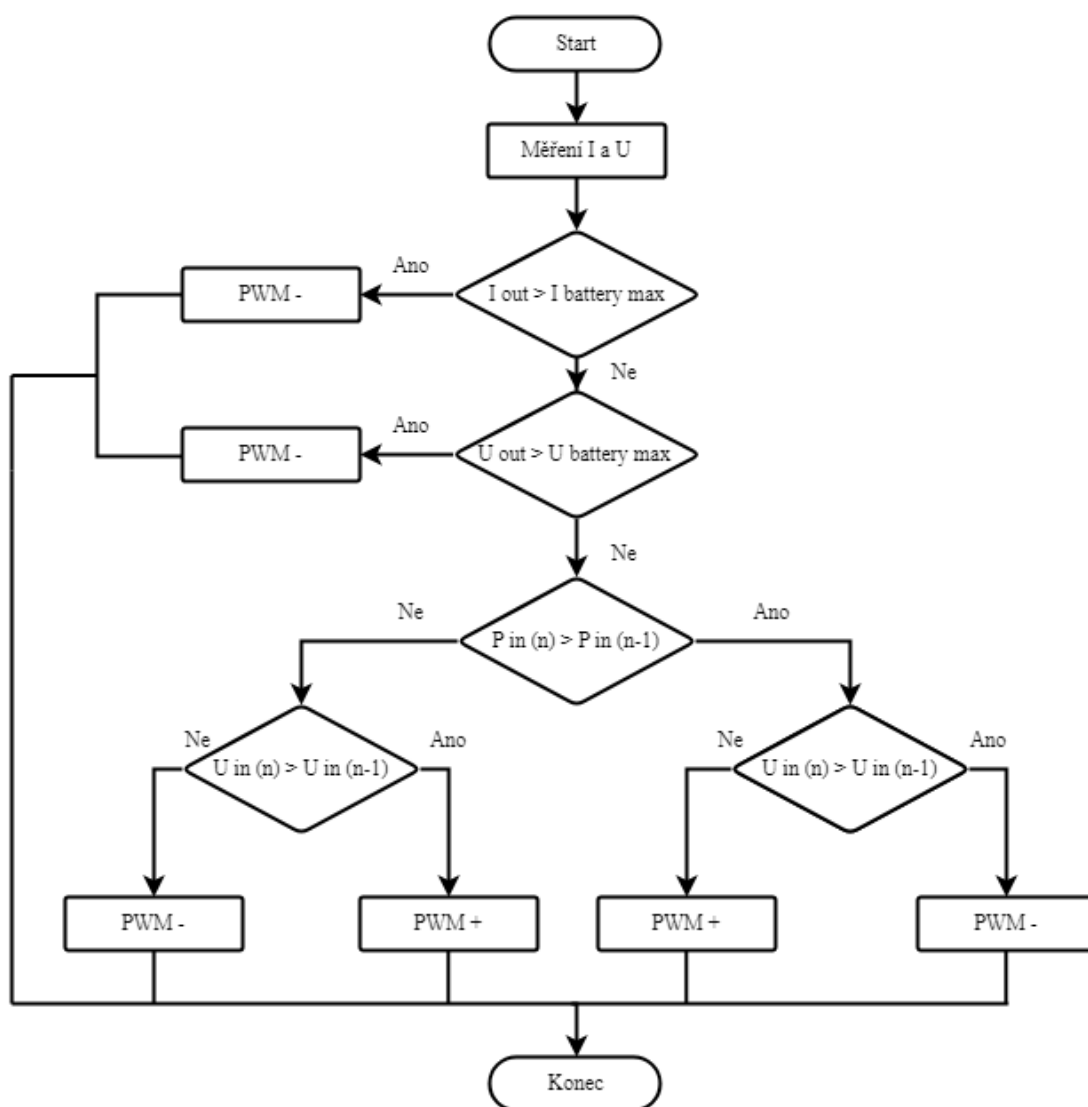 Start
Měření I a U
Ano
PWM -
I out > I battery max
Ne
Ano
PWM -
U out > U battery max
Ne
Ne
P in (n) > P in (n-1)
Ano
Ne
U in (n) > U in (n-1)
Ano
Ne
U in (n) > U in (n-1)
Ano
PWM -
PWM +
PWM +
PWM -
Konec